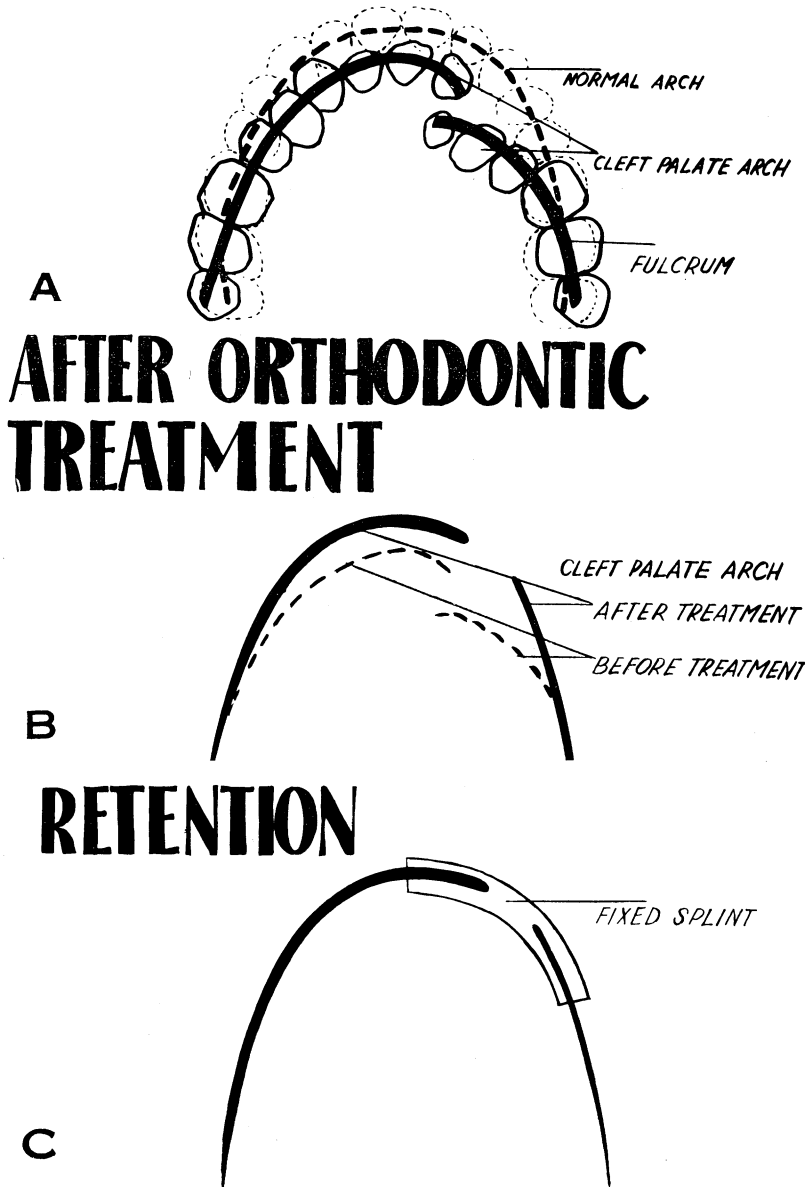 NORMAL ARCH
CLEFT PALATE ARCH
FULCRUM
A
AFTER ORTHODONTIC
TREATMENT
CLEFT PALATE ARCH
AFTER TREATMENT
BEFORE TREATMENT
B
RETENTION
FIXED SPLINT
C